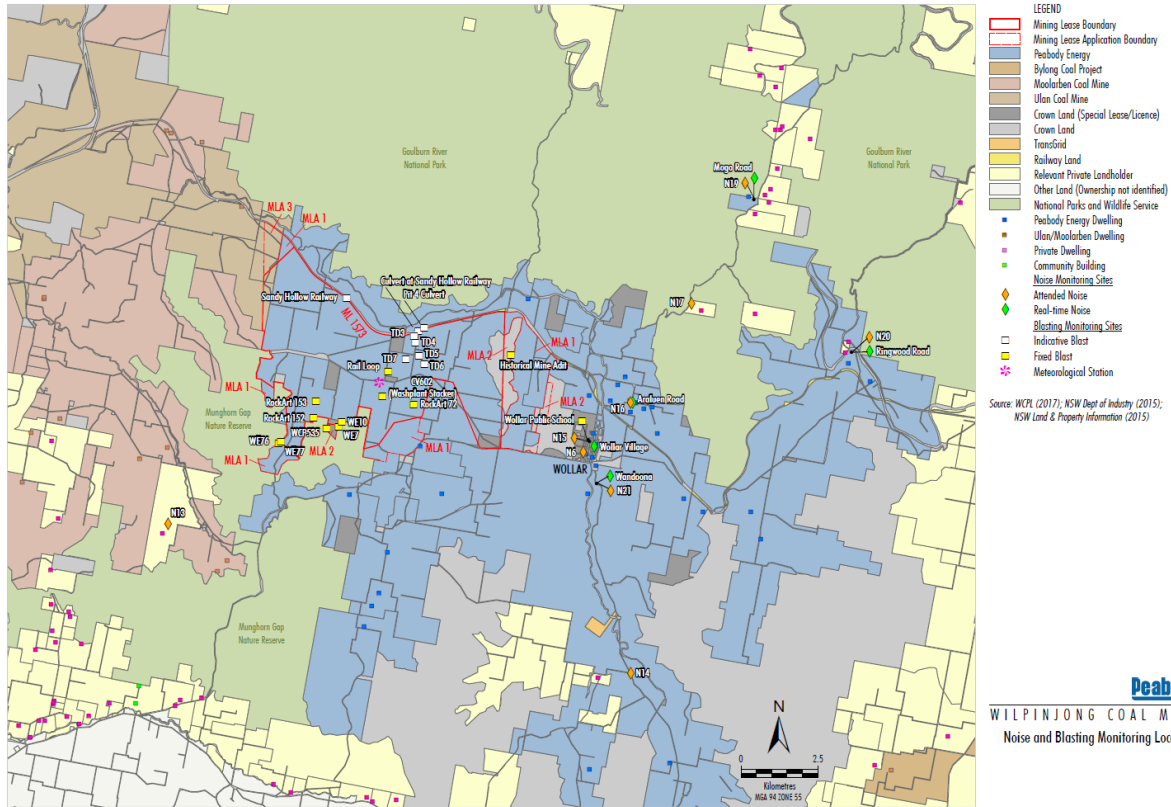 LEGEND
Mining Lease Boundary
Mining Lease Application Boundary
Peabody Energy
Bylong Coal Project
Moolarben Coal Mine
Ulan Coal Mine
Crown Land (Special Lease/Licence)
Crown Land
TransGrid
Railway Land
Relevant Private Landholder
Other Land (Ownership not identified)
National Parks and Wildlife Service
Peabody Energy Dwelling
Ulan/Moolarben Dwelling
Private Dwelling
Community Building
Noise Monitoring Sites
Attended Noise
Real-time Noise
Blasting Monitoring Sites
Indicative Blast
Fixed Blast
Meteorological Station
Source: WCPL (2017); NSW Dept of Industry (2015);
NSW Land & Property Information (2015)
Goulburn River
National Park
Goulburn River
National Park
Mogo Road
N19
MLA 3
MLA 1
Culvert at Sandy Hollow Railway
Pit 4 Culvert
Sandy Hollow Railway
ML 1573
N17
TD3
TD4
TD5
TD7
TD6
MLA 2
MLA 1
N20
Ringwood Road
Rail Loop
Historical Mine Adit
CV602
MLA 1
Washplant Stacker
RockArt 153
RockArt 72
MLA 2
Araluen Road
N16
Munghorn Gap
Nature Reserve
RockArt 152
WE10
WCP535
WE7
Wollar Public School
WE76
WE77
MLA 2
MLA 1
N15
Wollar Village
N6
MLA 1
WOLLAR
Wandoona
N21
N13
Munghorn Gap
Nature Reserve
N14
N
0
2.5
Kilometres
MGA 94 ZONE 55
Peab
WILPINJONG COAL M
Noise and Blasting Monitoring Loca